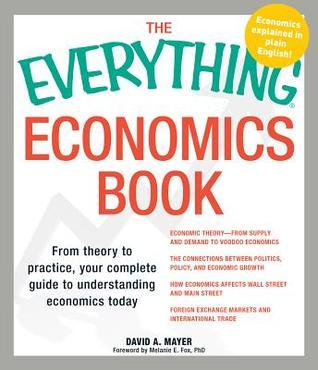 THE
EVERYTHING®
ECONOMICS
BOOK
Economics
explained in
plain
English!
From theory to
practice, your complete
guide to understanding
economics today
ECONOMIC THEORY—FROM SUPPLY
AND DEMAND TO VOODOO ECONOMICS
THE CONNECTIONS BETWEEN POLITICS,
POLICY, AND ECONOMIC GROWTH
HOW ECONOMICS AFFECTS WALL STREET
AND MAIN STREET
FOREIGN EXCHANGE MARKETS AND
INTERNATIONAL TRADE
DAVID A. MAYER
Foreword by Melanie E. Fox, PhD